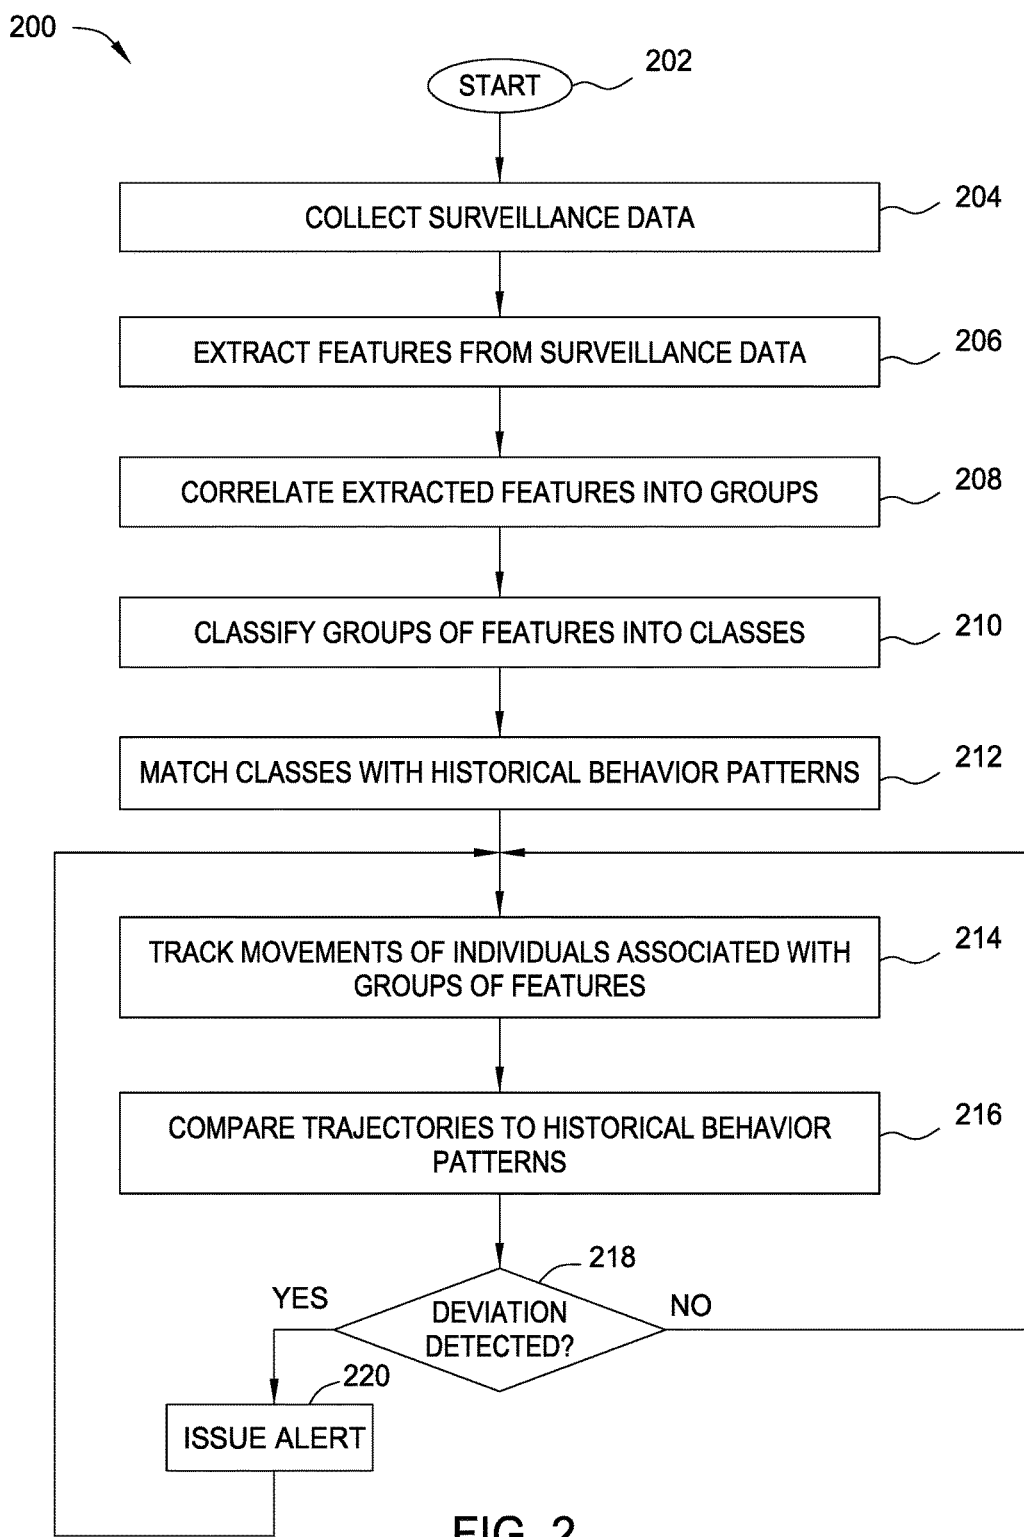 200
START
202
COLLECT SURVEILLANCE DATA
204
EXTRACT FEATURES FROM SURVEILLANCE DATA
206
CORRELATE EXTRACTED FEATURES INTO GROUPS
208
CLASSIFY GROUPS OF FEATURES INTO CLASSES
210
MATCH CLASSES WITH HISTORICAL BEHAVIOR PATTERNS
212
TRACK MOVEMENTS OF INDIVIDUALS ASSOCIATED WITH
GROUPS OF FEATURES
214
COMPARE TRAJECTORIES TO HISTORICAL BEHAVIOR
PATTERNS
216
218
YES
DEVIATION
DETECTED?
NO
220
ISSUE ALERT
FIG. 2